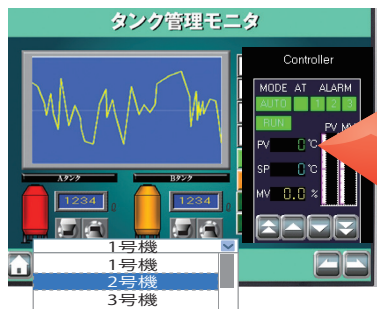 タンク管理モニタ
Controller
MODE AT ALARM
AUTO 1 2 3
RUN
PV MV
PV 0 ℃
SP 0 ℃
MV 0.0 %
Aタンク
Bタンク
1234
1234
1号機
1号機
2号機
3号機